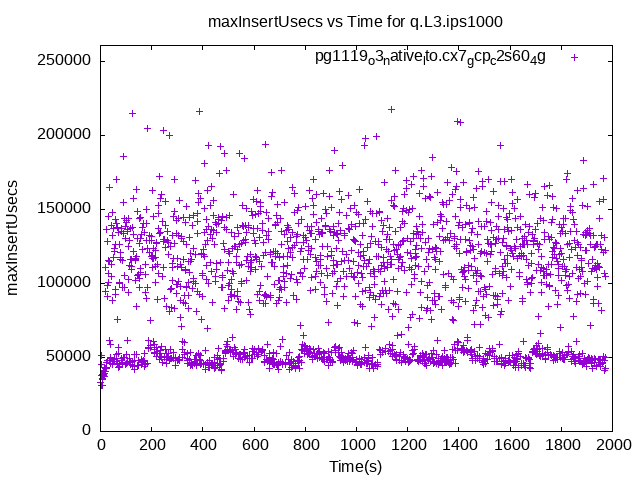 maxInsertUsecs vs Time for q.L3.ips1000
pg1119o3native_lto.cx7gcpc2s604g
250000
200000
150000
100000
50000
0
maxInsertUsecs
0 200 400 600 800 1000 1200 1400 1600 1800 2000
Time(s)